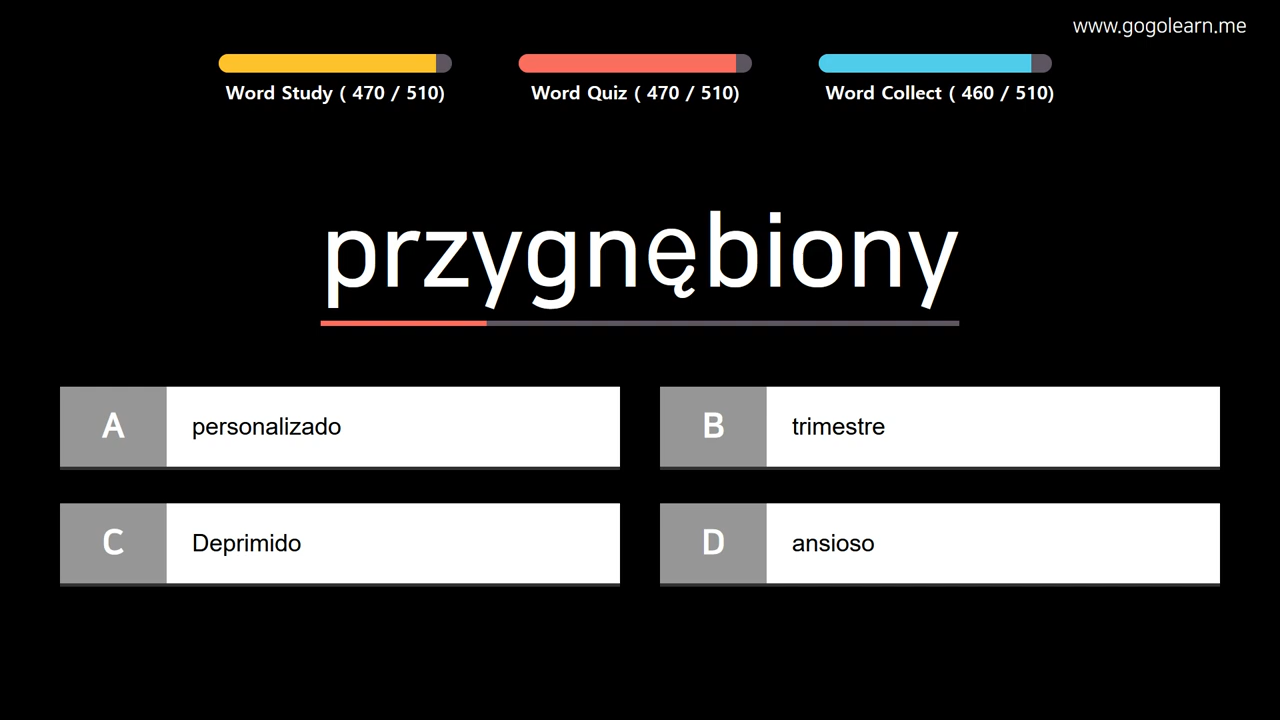 www.gogolearn.me
Word Study ( 470 / 510)
Word Quiz ( 470 / 510)
Word Collect ( 460 / 510)
przygnębiony
A personalizado
B trimestre
C Deprimido
D ansioso